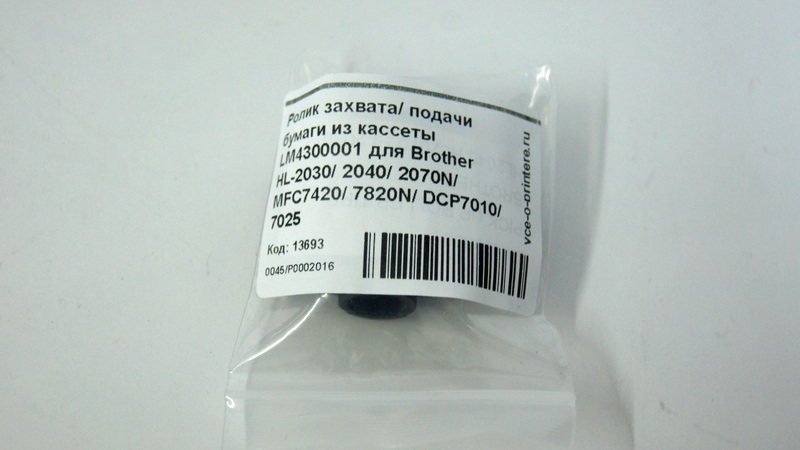 Ролик захвата/ подачи
бумаги из кассеты
LM4300001 для Brother
HL-2030/ 2040/ 2070N/
MFC7420/ 7820N/ DCP7010/
7025
Код: 13693
0045/P0002016
vce-o-printere.ru